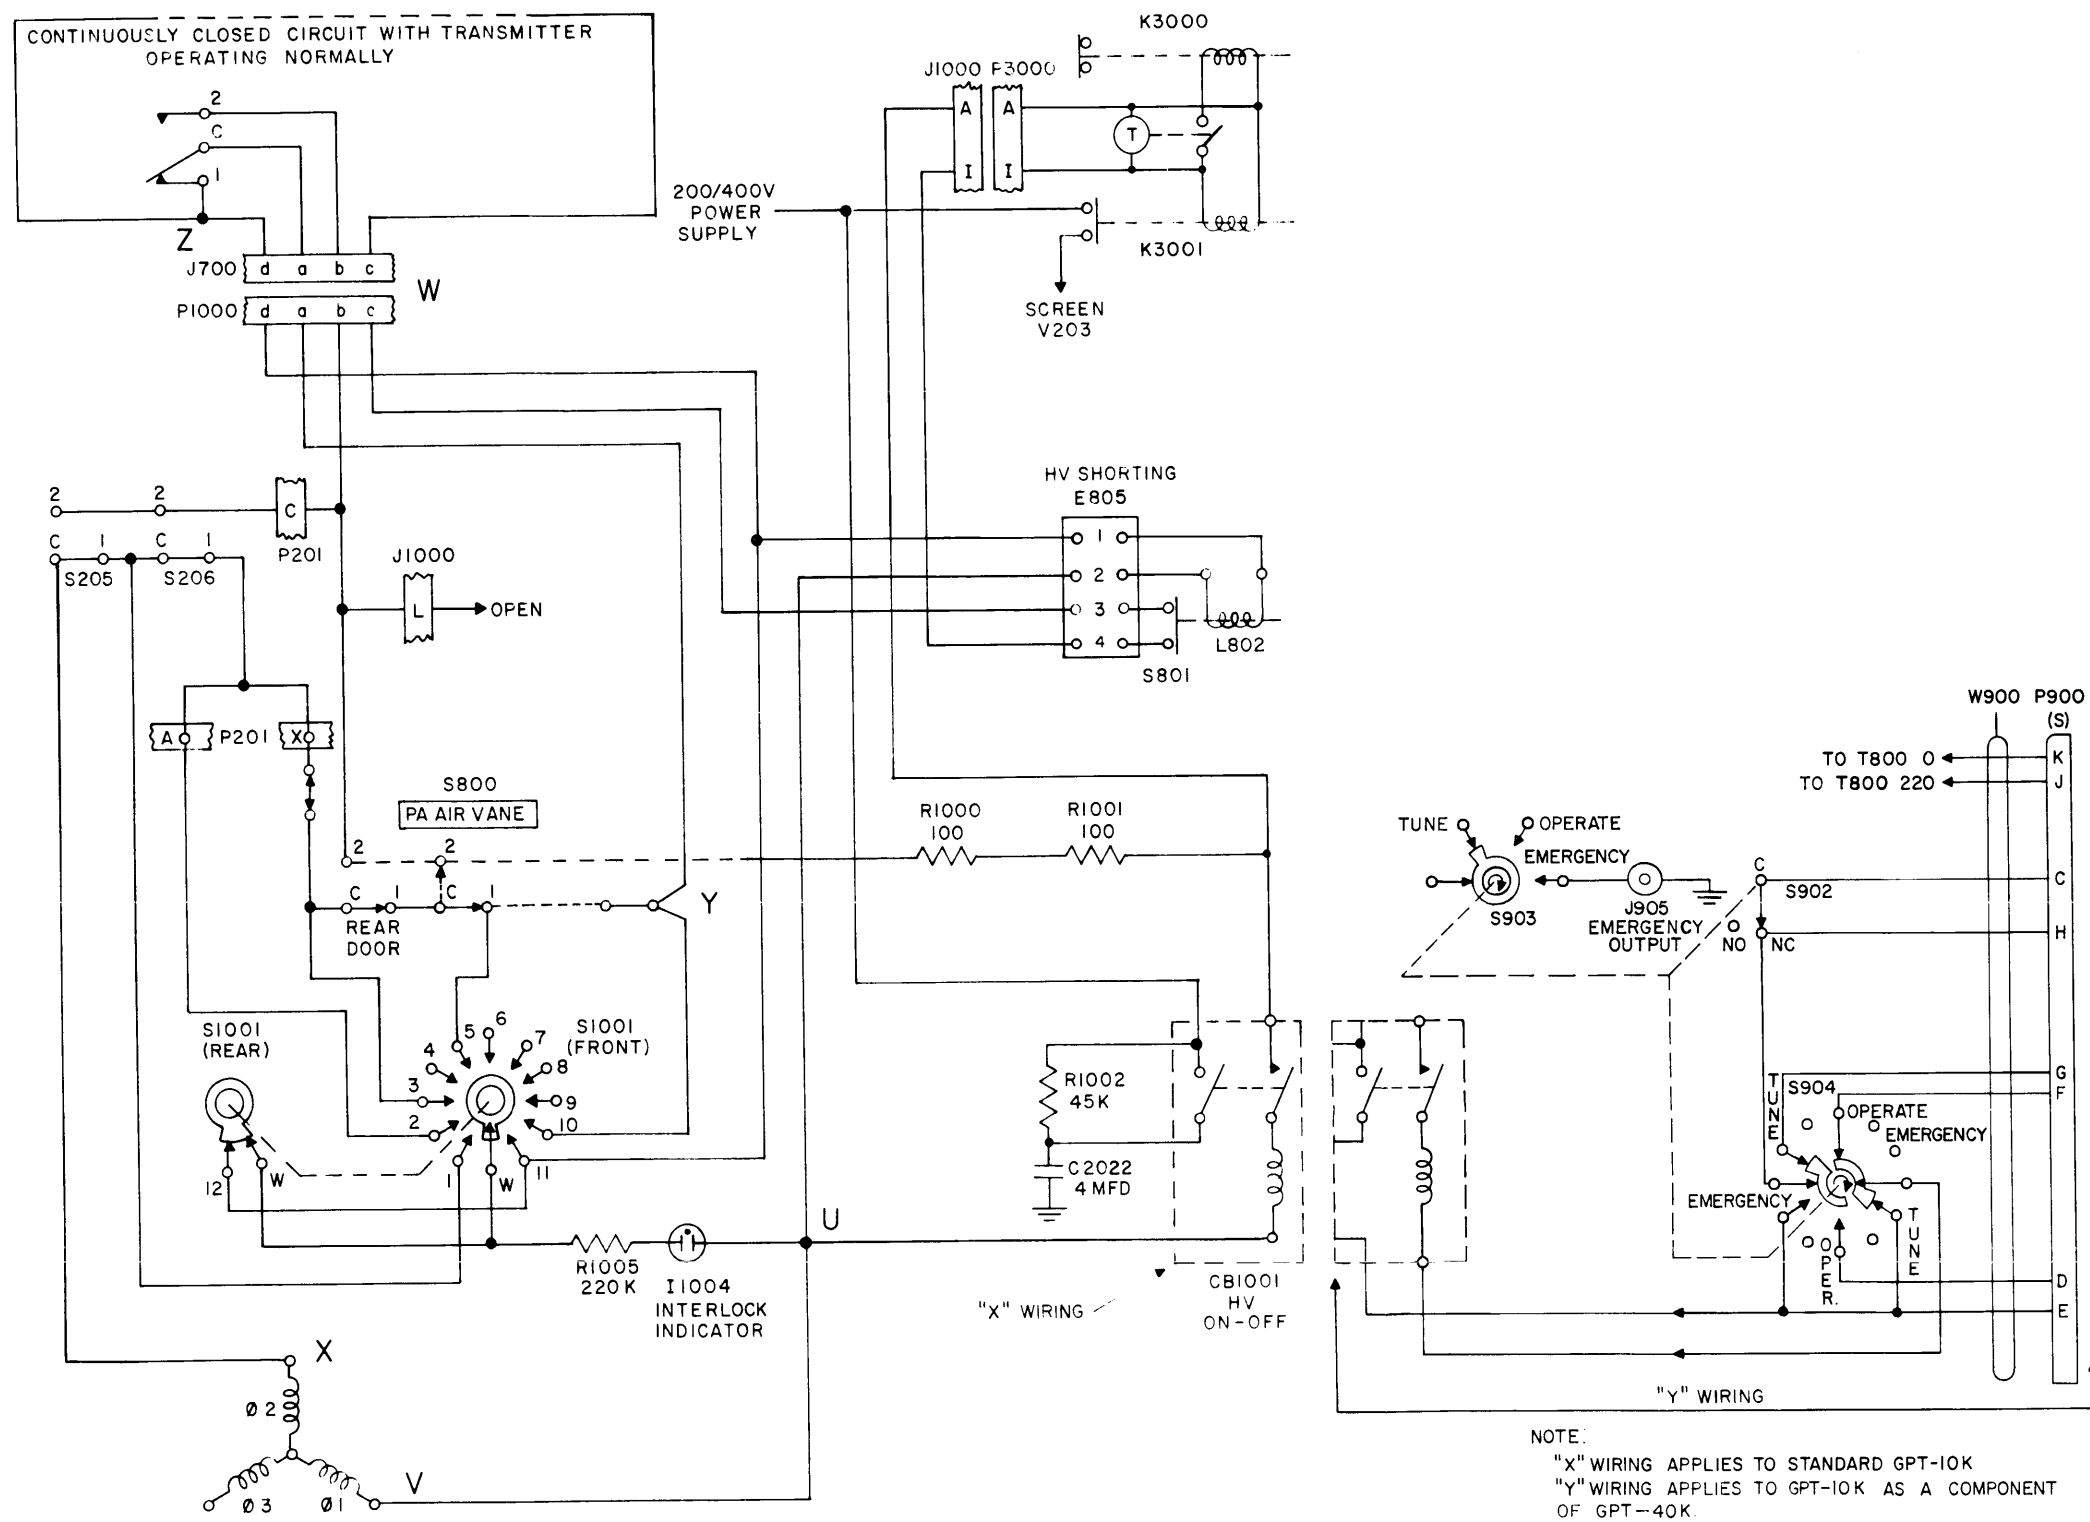 CONTINUOUSLY CLOSED CIRCUIT WITH TRANSMITTER
OPERATING NORMALLY
2
C
1
Z
J700 d a b c
W
P1000 d a b c
K3000
J1000 P3000
A A
T
I I
200/400V
POWER
SUPPLY
K3001
SCREEN
V203
2 2
C
P201
C 1 C 1
S205 S206
J1000
L OPEN
HV SHORTING
E805
1
2
3
4
L802
S801
A P201 X
S800
PA AIR VANE
2 2
C 1 C 1
REAR
DOOR
Y
R1000
100
R1001
100
W900 P900
(S)
TO T800 0 K
TO T800 220 J
TUNE OPERATE
EMERGENCY
S903
J905
EMERGENCY
OUTPUT
C
S902 C
NO NC H
S1001
(REAR)
S1001
(FRONT)
1
2
3
4
5
6
7
8
9
10
11
W
12 W
R1002
45K
C2022
4 MFD
TUNE
S904 G
F
OPERATE
EMERGENCY
EMERGENCY
OPER.
TUNE
D
E
U
R1005
220K
I1004
INTERLOCK
INDICATOR
"X" WIRING
CB1001
HV
ON-OFF
X
Ø2
Ø3 Ø1
V
"Y" WIRING
NOTE:
"X" WIRING APPLIES TO STANDARD GPT-10K
"Y" WIRING APPLIES TO GPT-10K AS A COMPONENT
OF GPT-40K.